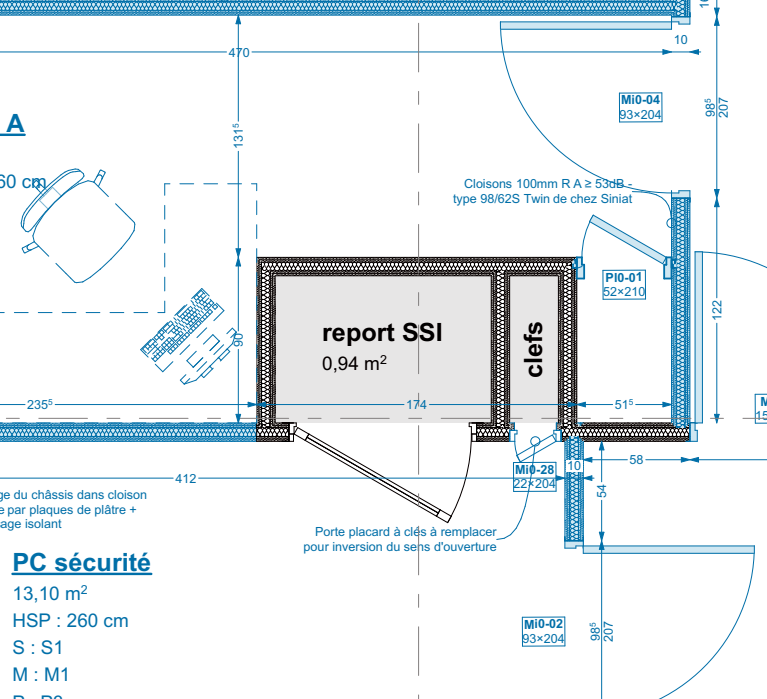 10
470
10
Mi0-04
93×204
98⁵
207
A
131⁵
60 cm
Cloisons 100mm R A ≥ 53dB -
type 98/62S Twin de chez Siniat
PI0-01
52×210
122
90
report SSI
0,94 m²
clefs
235⁵
174
51⁵
M
15
412
Mi0-28
22×204
10
58
54
ge du châssis dans cloison
e par plaques de plâtre +
age isolant
Porte placard à clés à remplacer
pour inversion du sens d'ouverture
PC sécurité
13,10 m²
HSP : 260 cm
S : S1
M : M1
Mi0-02
93×204
98⁵
207